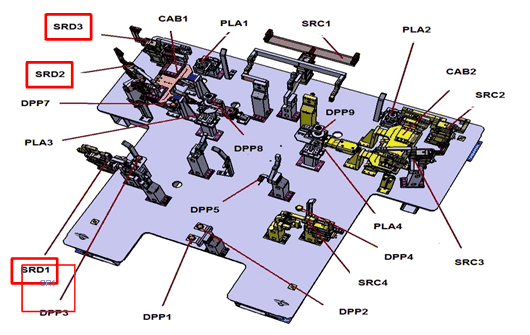 SRD3
CAB1
PLA1
SRC1
PLA2
SRD2
CAB2
DPP7
SRC2
DPP9
PLA3
DPP8
DPP5
PLA4
DPP4
SRC3
SRD1
SRC4
DPP3
DPP1
DPP2